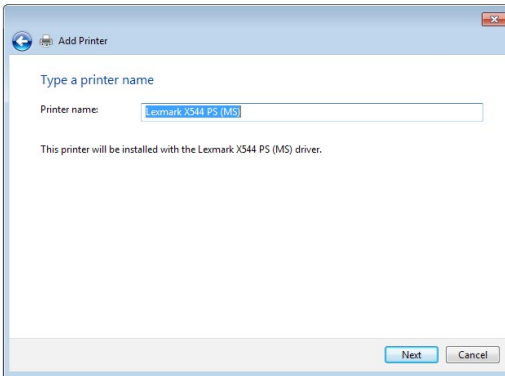 Add Printer
Type a printer name
Printer name: Lexmark X544 PS (MS)
This printer will be installed with the Lexmark X544 PS (MS) driver.
Next Cancel